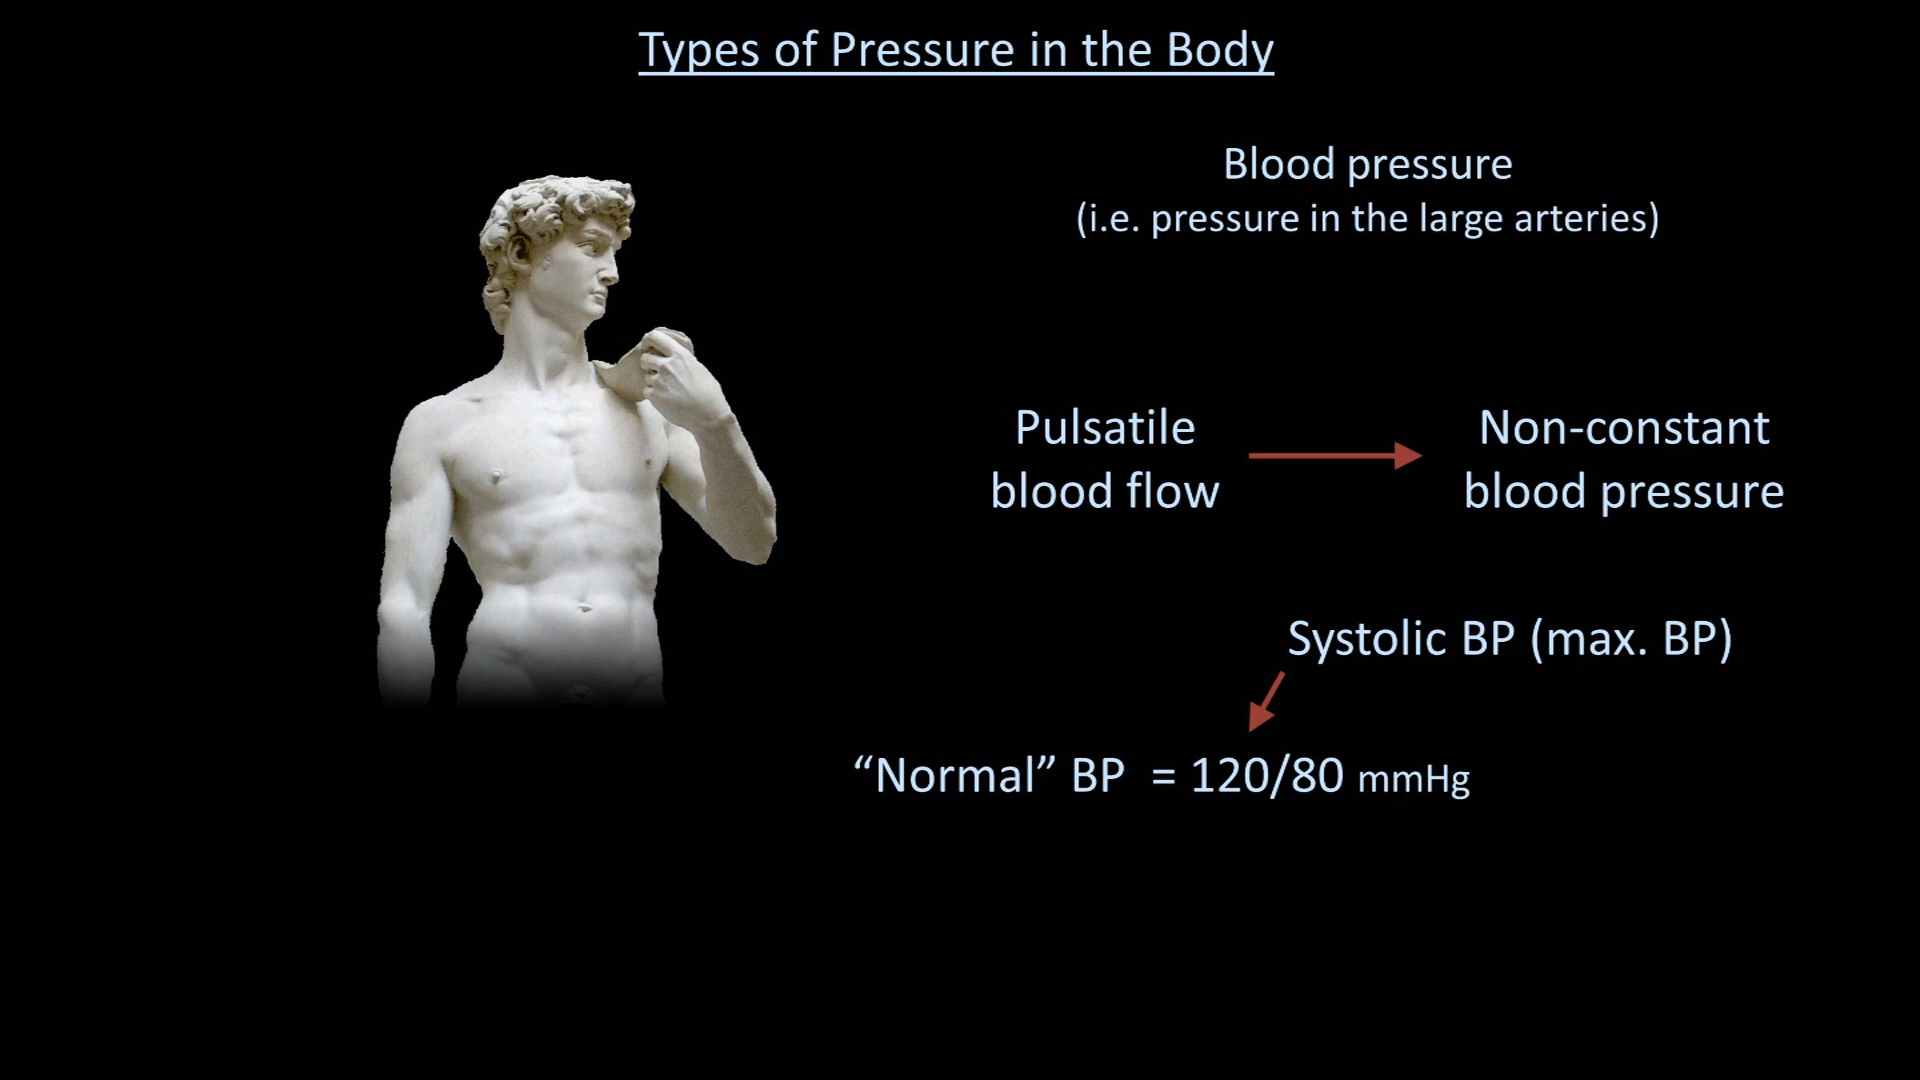 Types of Pressure in the Body
Blood pressure
(i.e. pressure in the large arteries)
Pulsatile
blood flow
Non-constant
blood pressure
Systolic BP (max. BP)
“Normal” BP = 120/80 mmHg